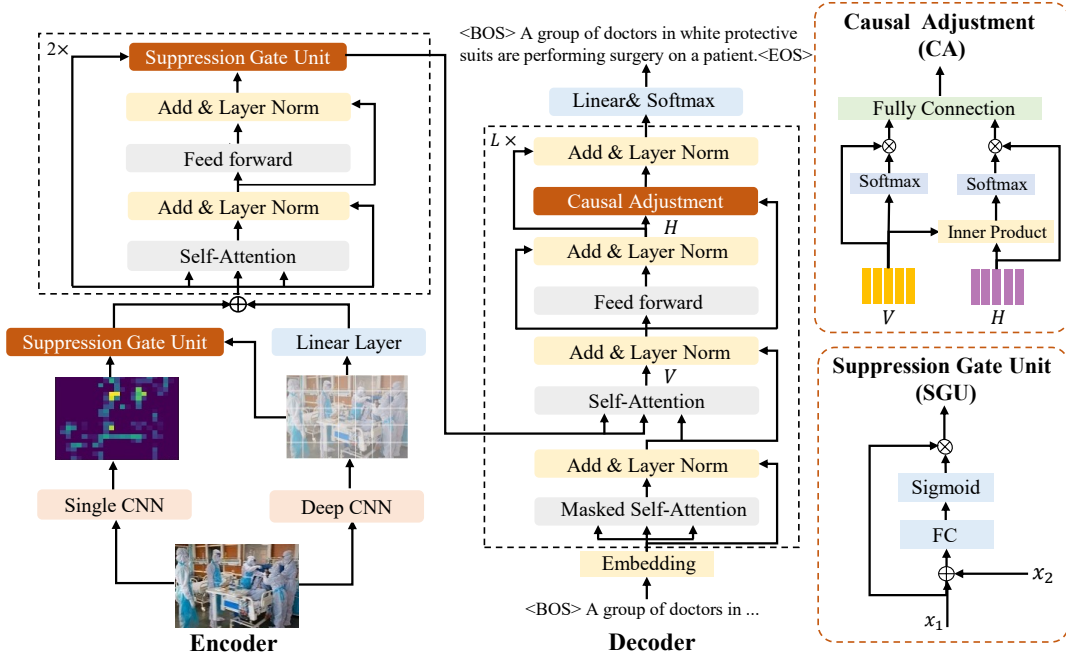 2×
Suppression Gate Unit
Add & Layer Norm
Feed forward
Add & Layer Norm
Self-Attention
Suppression Gate Unit
Linear Layer
Single CNN
Deep CNN
Encoder
<BOS> A group of doctors in white protective
suits are performing surgery on a patient.<EOS>
Linear& Softmax
L ×
Add & Layer Norm
Causal Adjustment
H
Add & Layer Norm
Feed forward
Add & Layer Norm
V
Self-Attention
Add & Layer Norm
Masked Self-Attention
Embedding
<BOS> A group of doctors in ...
Decoder
Causal Adjustment
(CA)
Fully Connection
Softmax
Softmax
Inner Product
V
H
Suppression Gate Unit
(SGU)
Sigmoid
FC
x₂
x₁